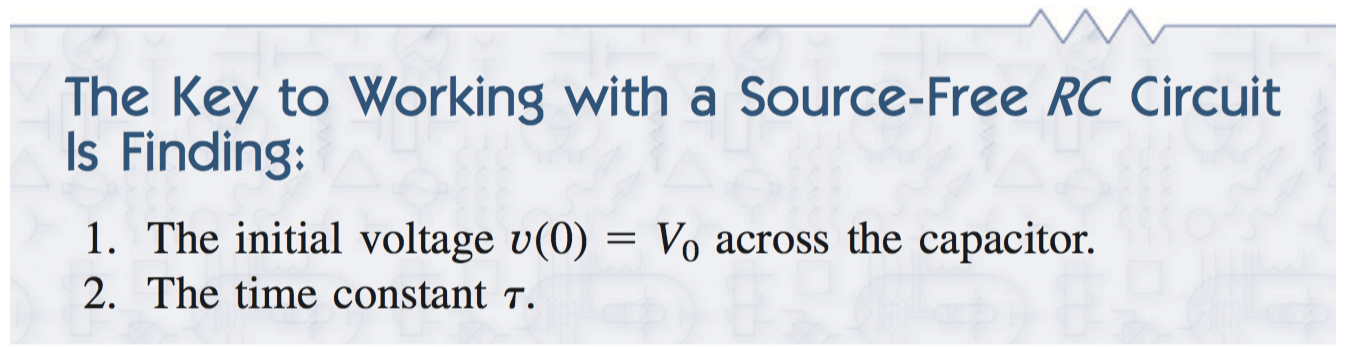 The Key to Working with a Source-Free RC Circuit
Is Finding:
1. The initial voltage v(0) = V₀ across the capacitor.
2. The time constant τ.